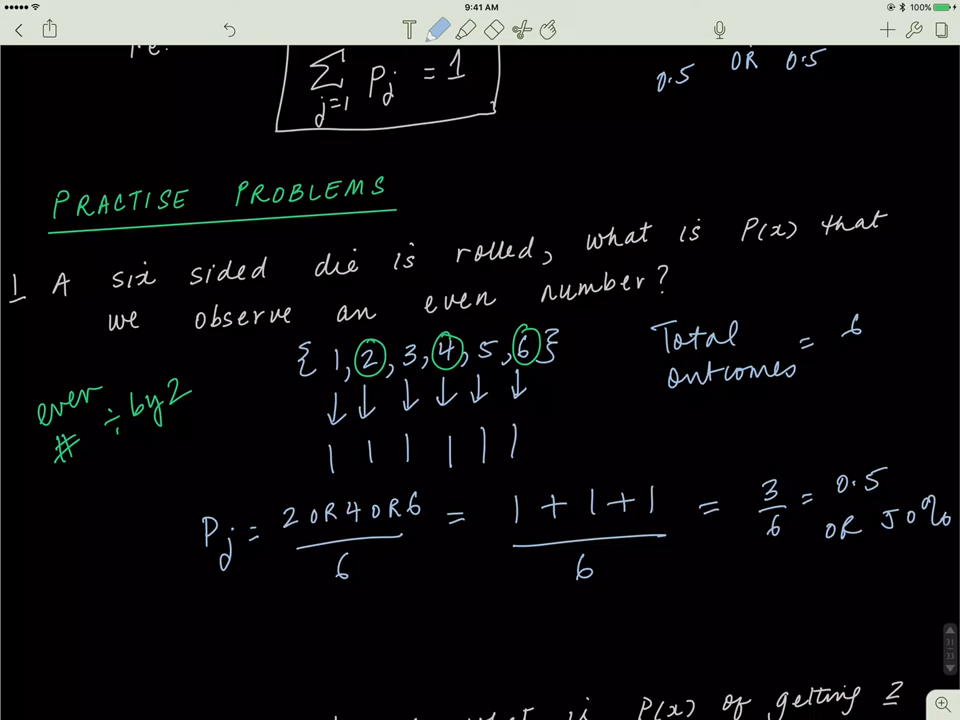 9:41 AM
100%
T
i.e.
∑ Pj = 1
j=1
0.5 OR 0.5
PRACTISE PROBLEMS
1 A six sided die is rolled, what is P(x) that
we observe an even number?
{ 1, 2, 3, 4, 5, 6 }
Total
outcomes = 6
even
# ÷ by 2
1 1 1 1 1 1
Pj = 2 OR 4 OR 6 / 6 = 1 + 1 + 1 / 6 = 3/6 = 0.5
OR 50%
what is P(x) of getting 2